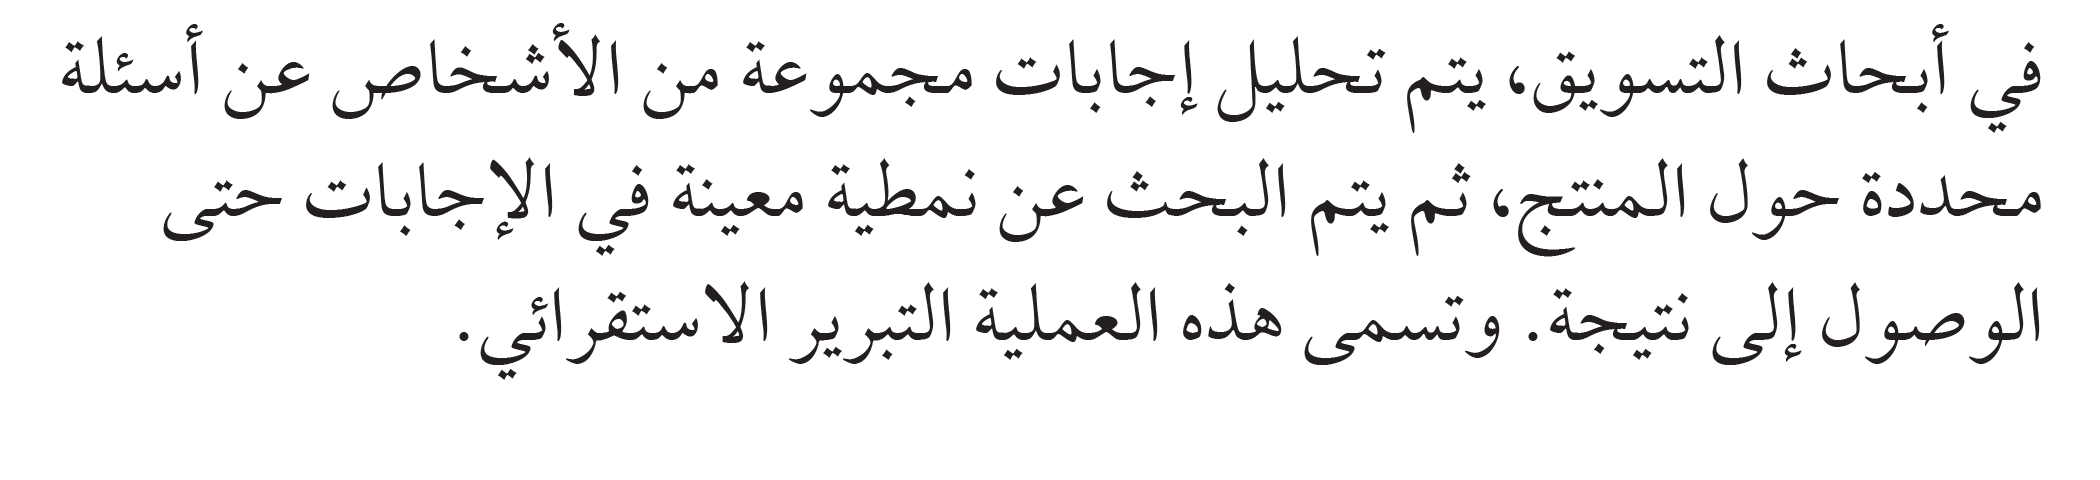 في أبحاث التسويق، يتم تحليل إجابات مجموعة من الأشخاص عن أسئلة
محددة حول المنتج، ثم يتم البحث عن نمطية معينة في الإجابات حتى
الوصول إلى نتيجة. وتسمى هذه العملية التبرير الاستقرائي.